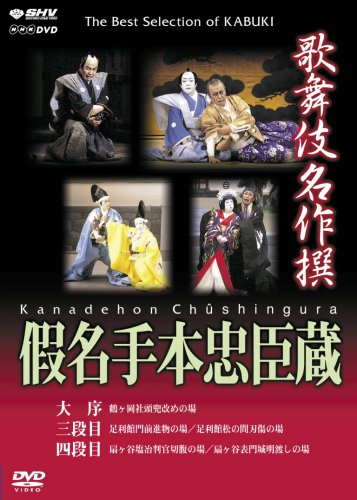 SHV
NHK DVD
The Best Selection of KABUKI
歌舞伎名作撰
Kanadehon Chûshingura
假名手本忠臣蔵
大　序　鶴ヶ岡社頭兜改めの場
三段目　足利館門前進物の場／足利館松の間刃傷の場
四段目　扇ヶ谷塩冶判官切腹の場／扇ヶ谷表門城明渡しの場
DVD
VIDEO